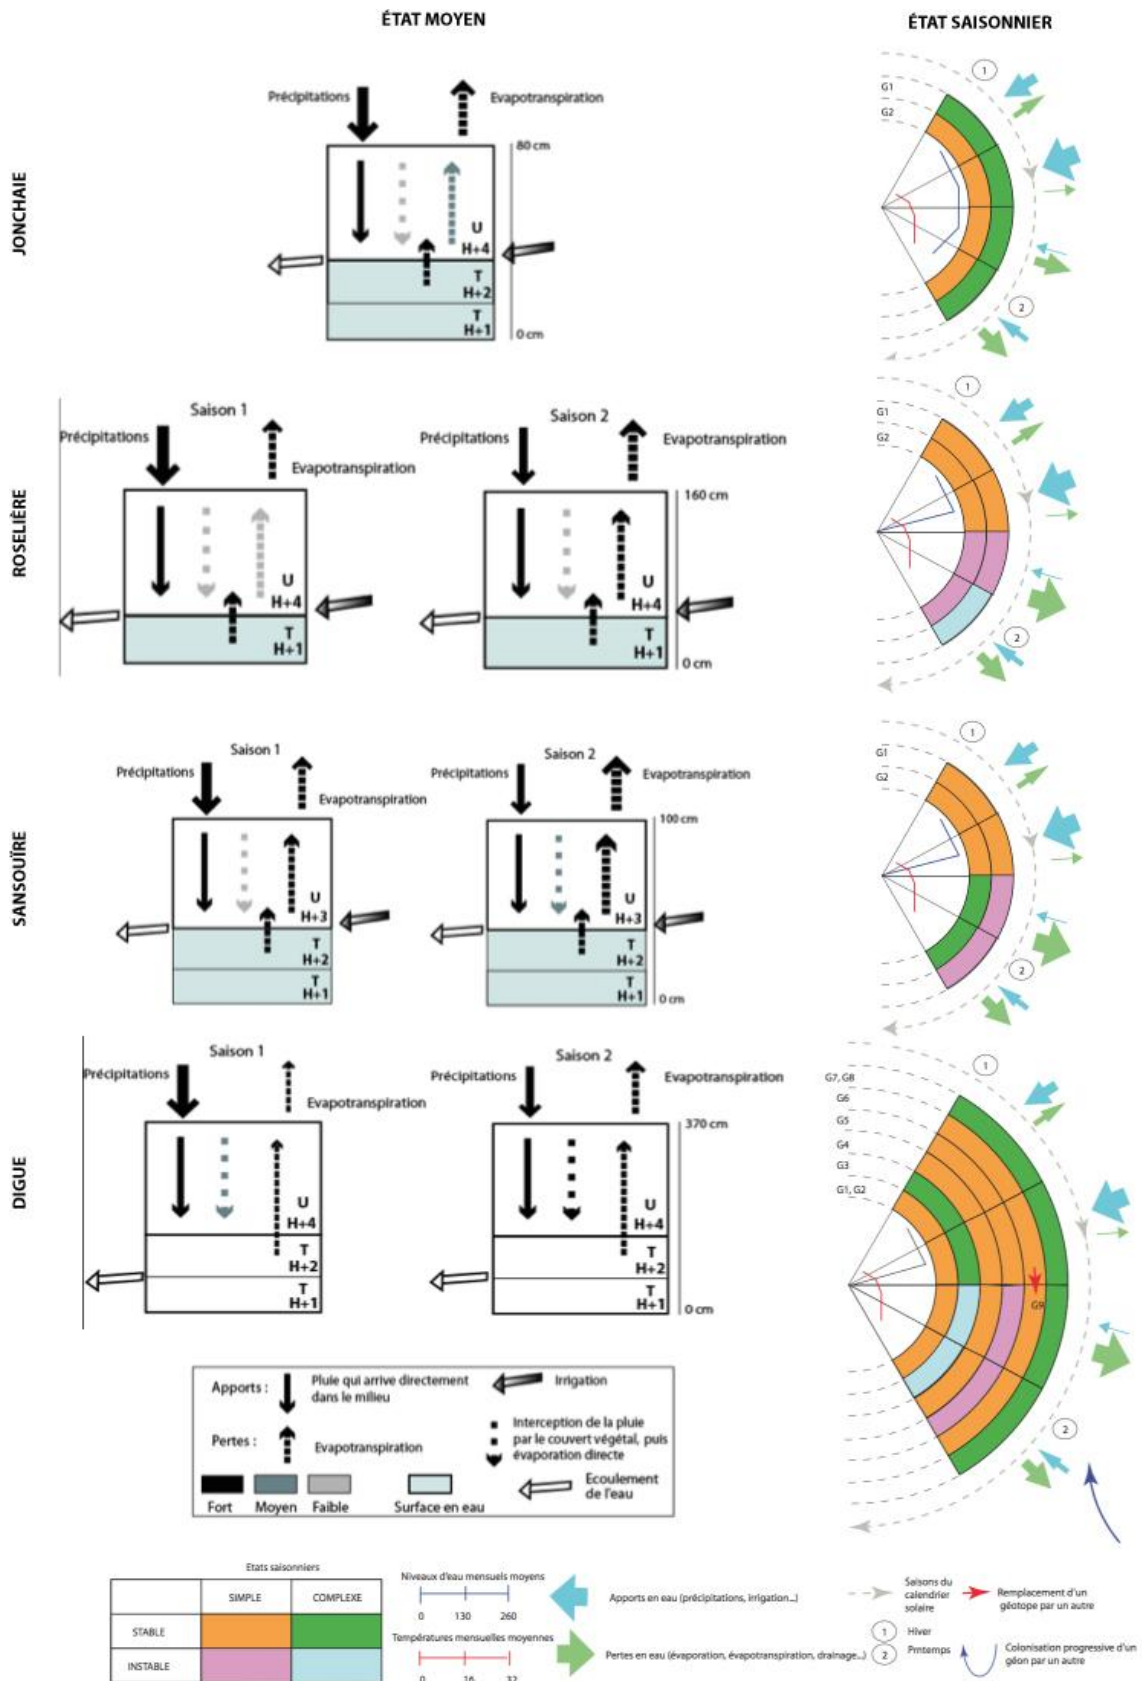 ÉTAT MOYEN
ÉTAT SAISONNIER
JONCHAIE
Précipitations
Evapotranspiration
80 cm
U
H+4
T
H+2
T
H+1
0 cm
G1
G2
1
2
ROSELIÈRE
Saison 1
Précipitations
Evapotranspiration
U
H+4
T
H+1
Saison 2
Précipitations
Evapotranspiration
160 cm
U
H+4
T
H+1
0 cm
G1
G2
1
2
SANSOUÏRE
Saison 1
Précipitations
Evapotranspiration
U
H+3
T
H+2
T
H+1
Saison 2
Précipitations
Evapotranspiration
100 cm
U
H+3
T
H+2
T
H+1
0 cm
G1
G2
1
2
DIGUE
Saison 1
Précipitations
Evapotranspiration
U
H+4
T
H+2
T
H+1
Saison 2
Précipitations
Evapotranspiration
370 cm
U
H+4
T
H+2
T
H+1
0 cm
G7, G8
G6
G5
G4
G3
G1, G2
G9
1
2
Apports :
Pluie qui arrive directement
dans le milieu
Irrigation
Pertes :
Evapotranspiration
Interception de la pluie
par le couvert végétal, puis
évaporation directe
Fort
Moyen
Faible
Surface en eau
Ecoulement
de l'eau
Etats saisonniers
SIMPLE
COMPLEXE
STABLE
INSTABLE
Niveaux d'eau mensuels moyens
0 130 260
Températures mensuelles moyennes
0 16 32
Apports en eau (précipitations, irrigation...)
Pertes en eau (évaporation, évapotranspiration, drainage...)
Saisons du
calendrier
solaire
1 Hiver
2 Printemps
Remplacement d'un
géotope par un autre
Colonisation progressive d'un
géon par un autre